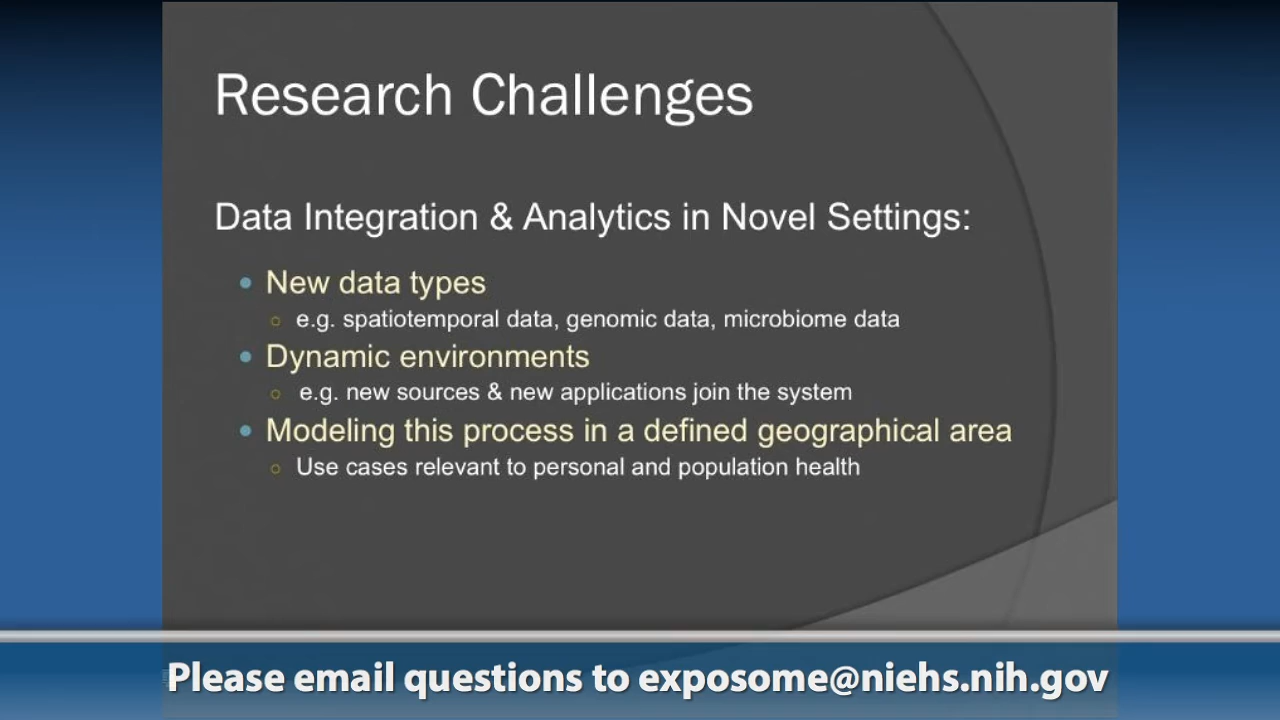 Research Challenges
Data Integration & Analytics in Novel Settings:
New data types
e.g. spatiotemporal data, genomic data, microbiome data
Dynamic environments
e.g. new sources & new applications join the system
Modeling this process in a defined geographical area
Use cases relevant to personal and population health
Please email questions to exposome@niehs.nih.gov